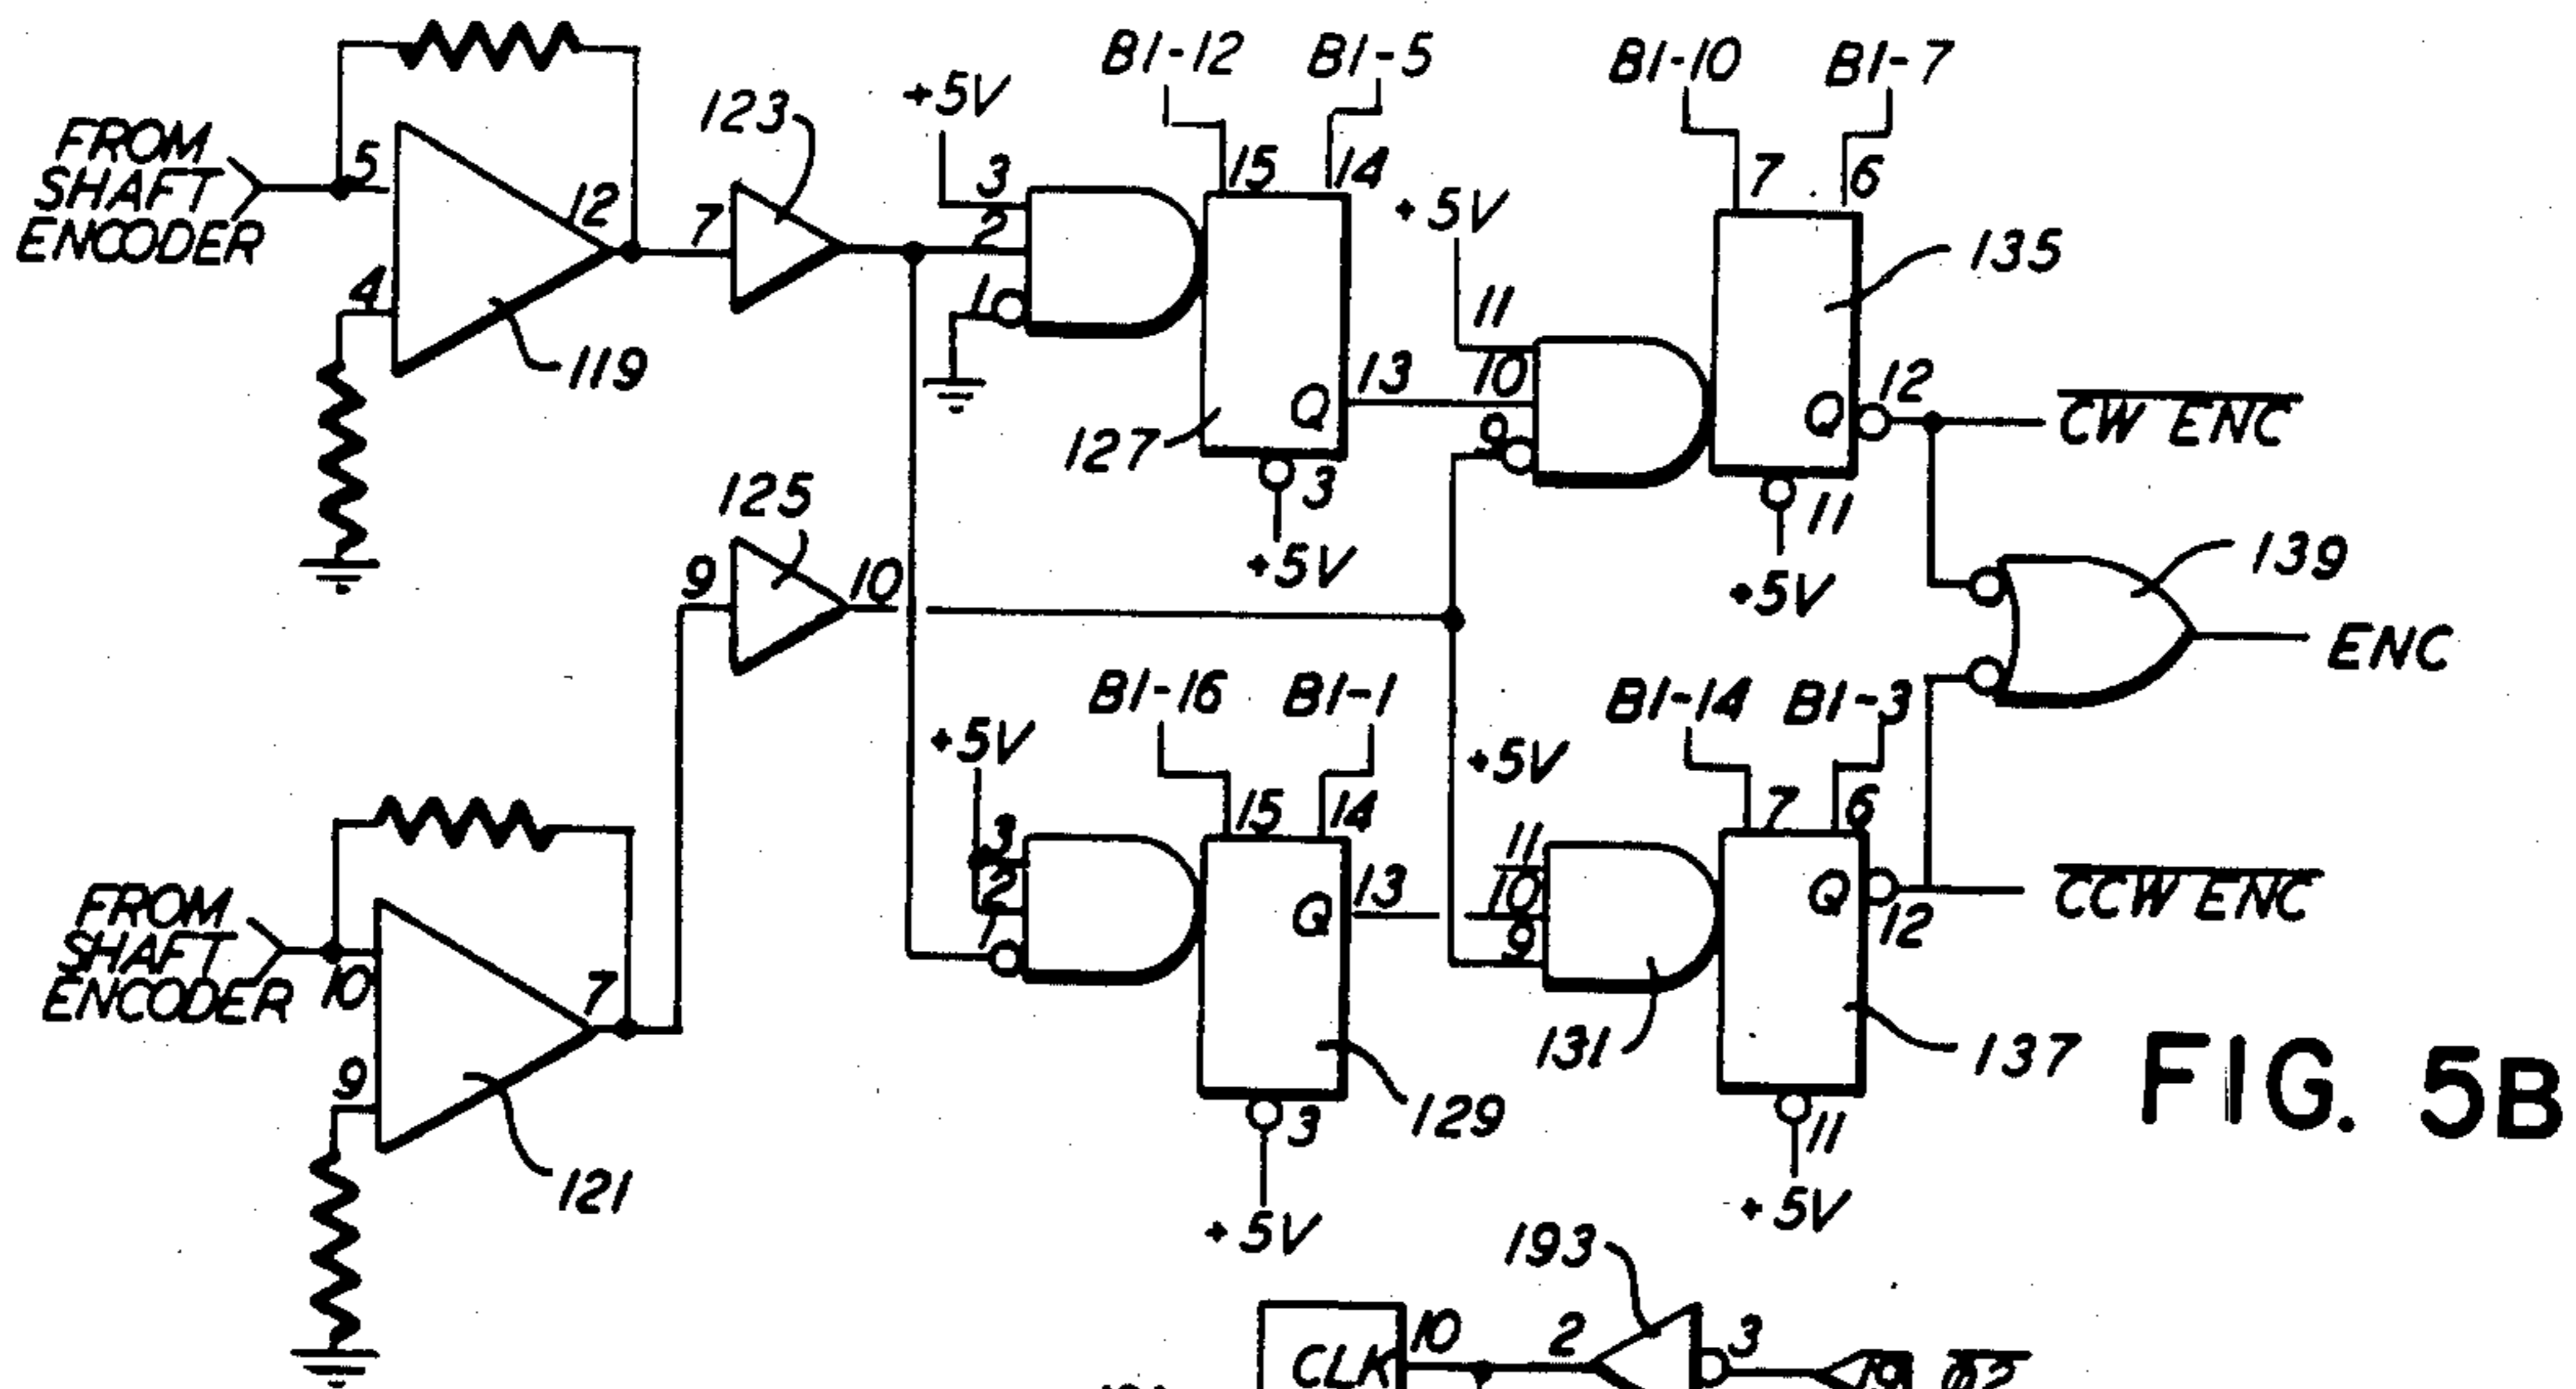 FROM
SHAFT
ENCODER
5
4
12
119
7
123
+5V
3
2
1
B1-12
B1-5
15
14
Q
13
127
3
+5V
B1-10
B1-7
7
6
135
+5V
11
10
9
Q
12
CW ENC
11
+5V
139
ENC
9
125
10
FROM
SHAFT
ENCODER
10
9
7
121
+5V
3
2
1
B1-16
B1-1
15
14
Q
13
129
3
+5V
+5V
11
10
9
131
B1-14
B1-3
7
6
Q
12
CCW ENC
137
11
+5V
FIG. 5B
193
CLK
10
2
3